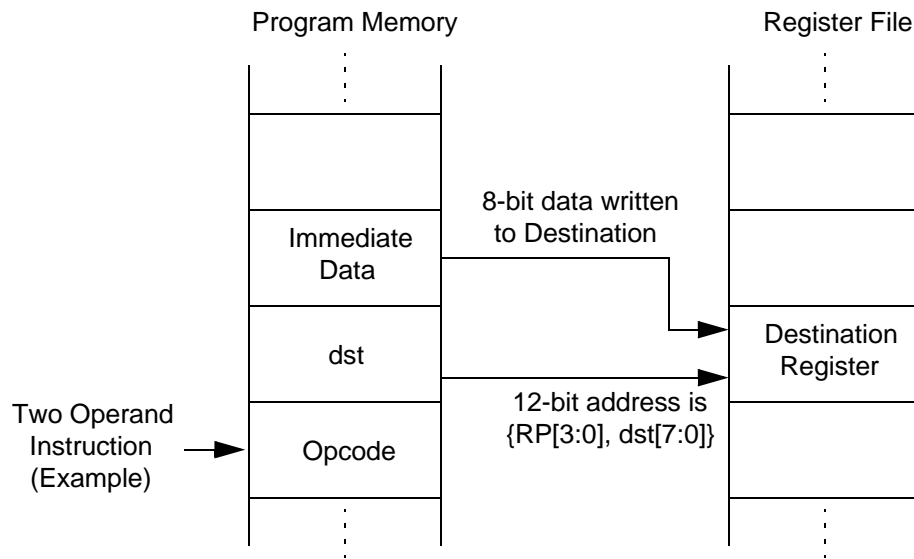 Program Memory
Register File
8-bit data written
to Destination
Immediate
Data
dst
Destination
Register
12-bit address is
{RP[3:0], dst[7:0]}
Two Operand
Instruction
(Example)
Opcode